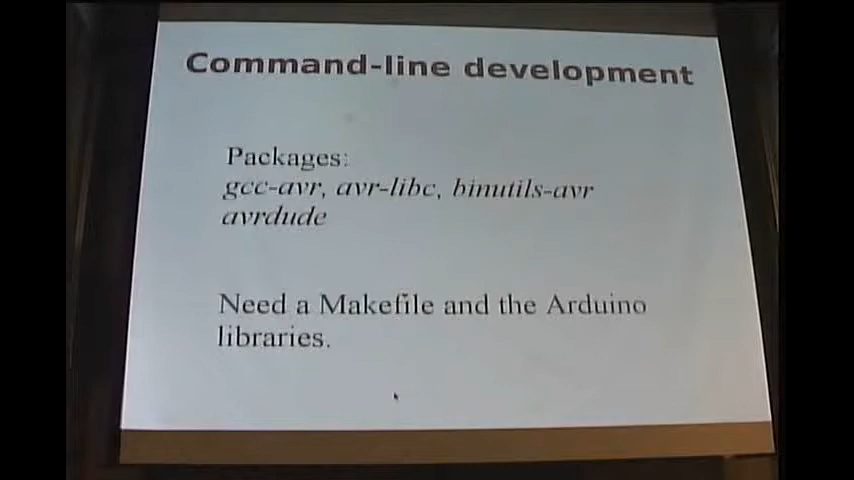 Command-line development
Packages:
gcc-avr, avr-libc, binutils-avr
avrdude
Need a Makefile and the Arduino
libraries.